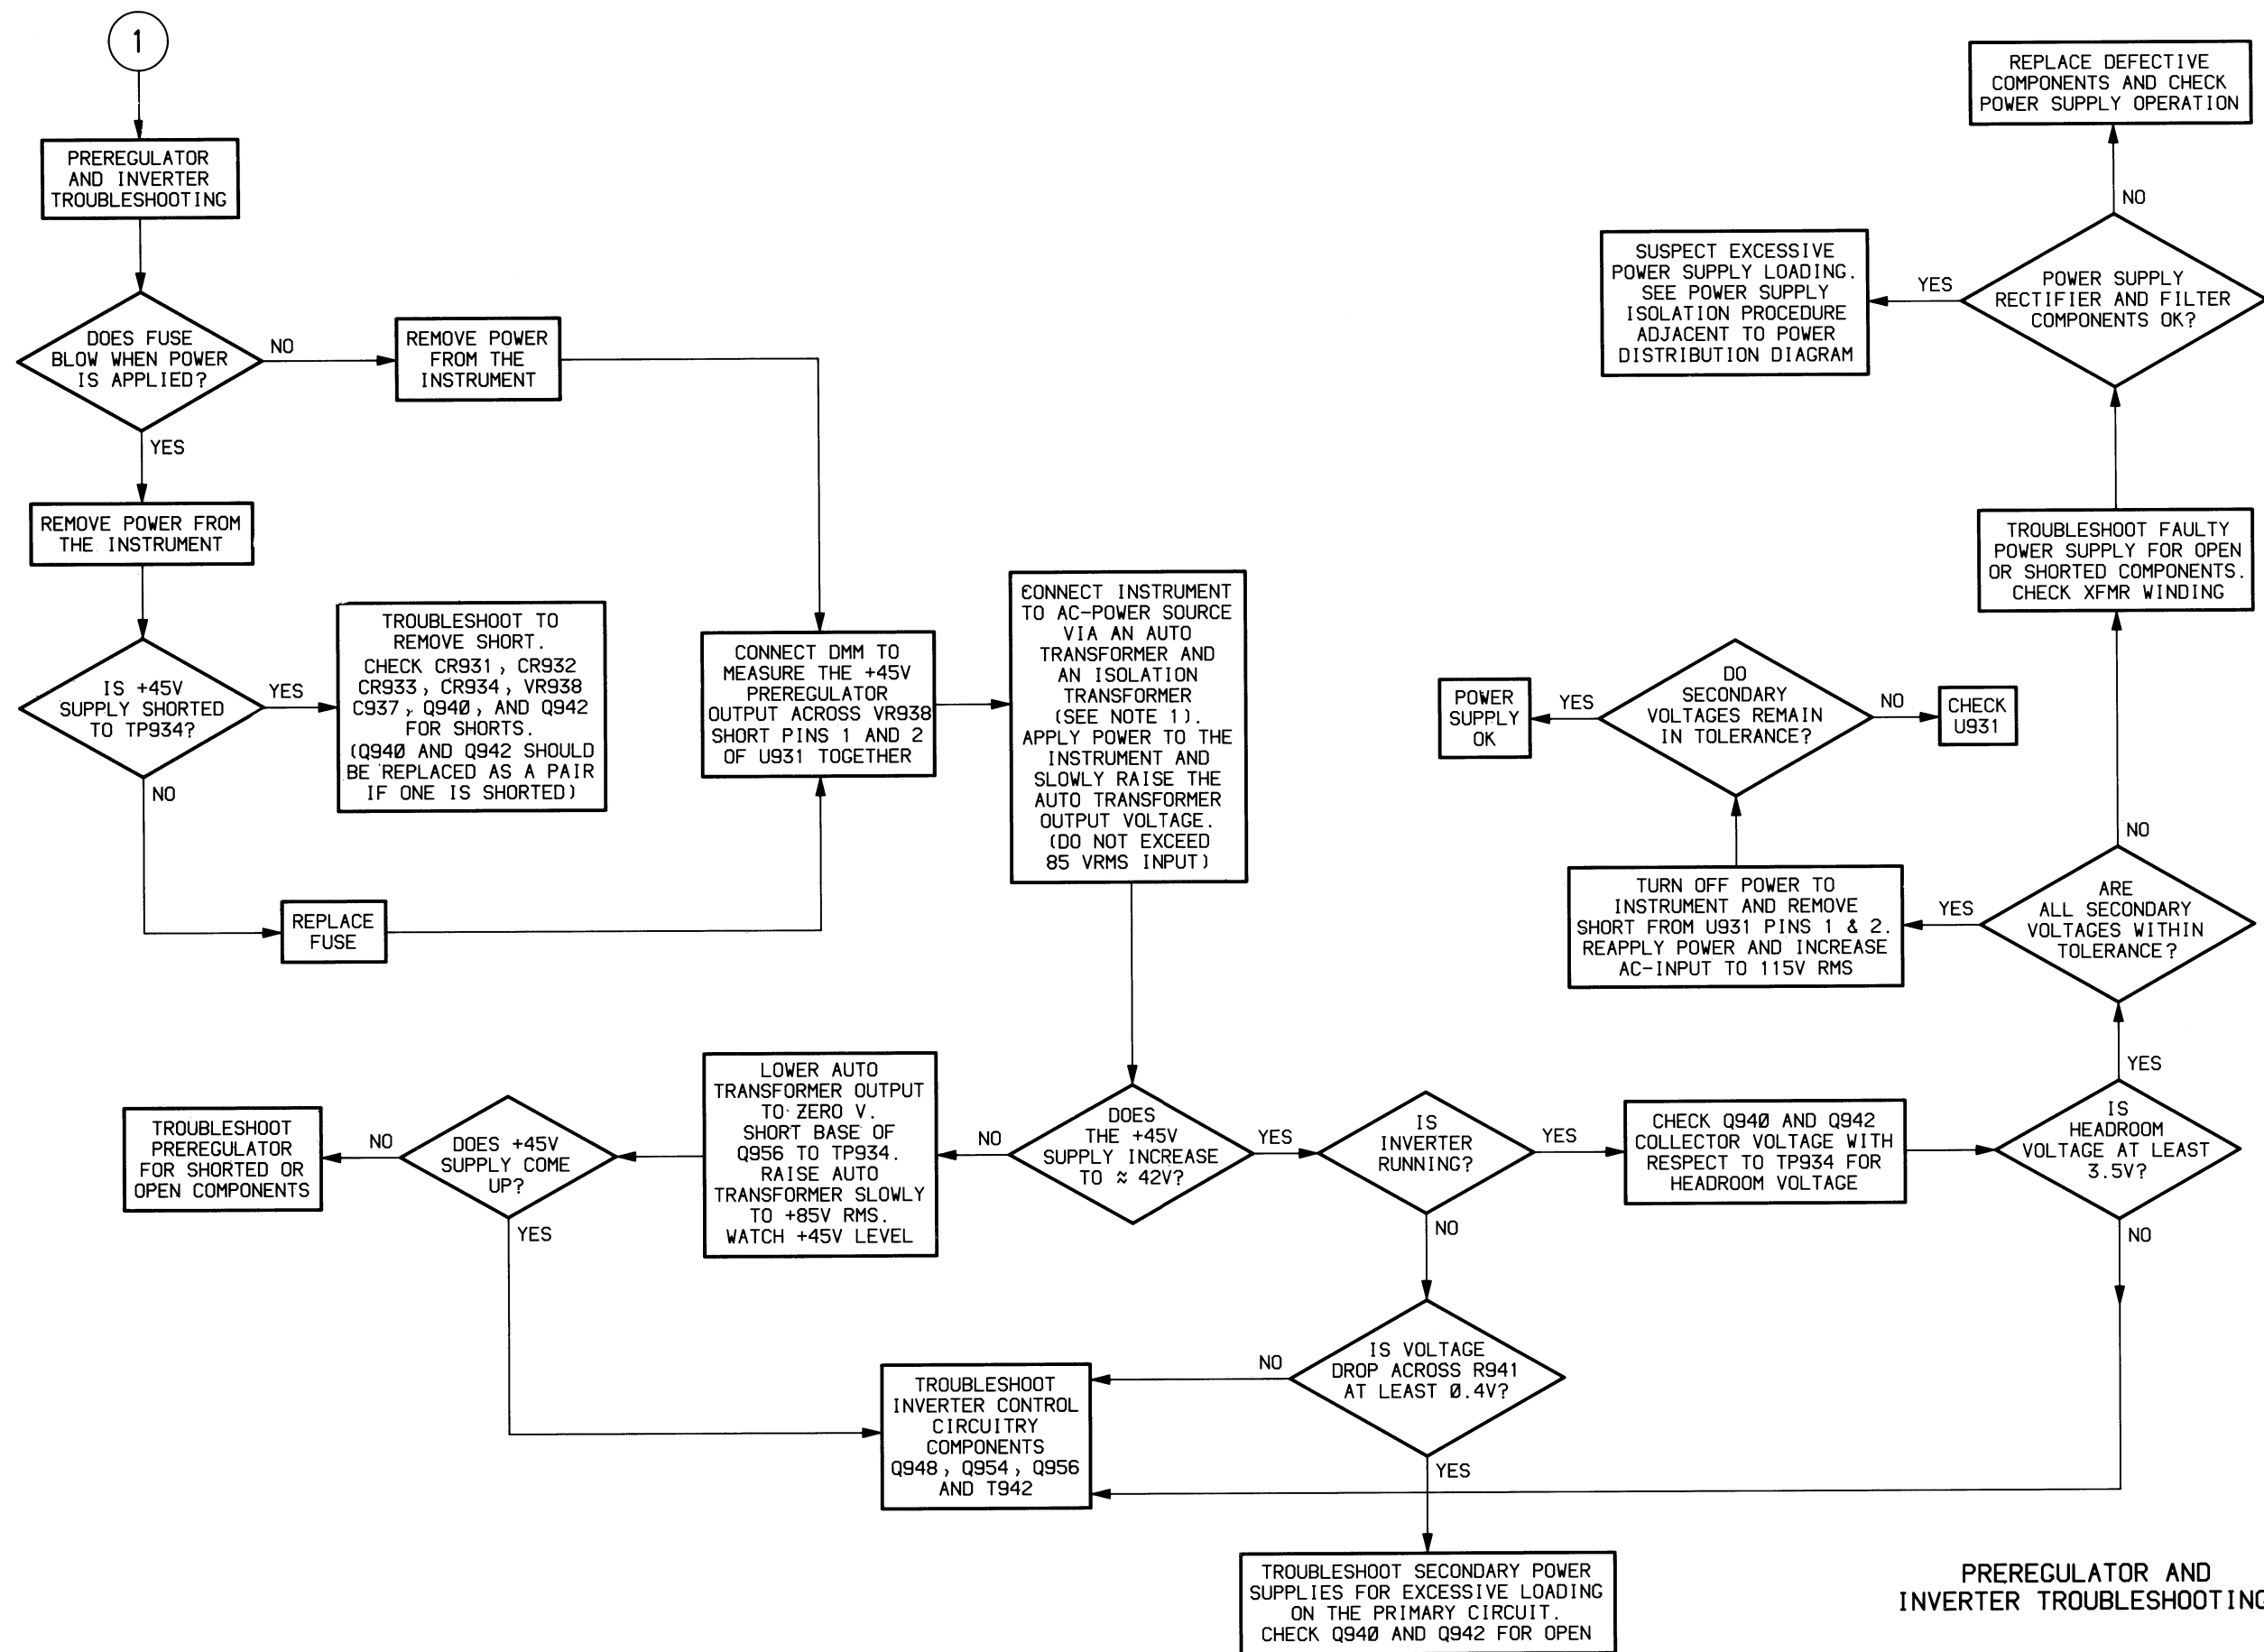 1
PREREGULATOR
AND INVERTER
TROUBLESHOOTING
DOES FUSE
BLOW WHEN POWER
IS APPLIED?
NO
YES
REMOVE POWER
FROM THE
INSTRUMENT
REMOVE POWER FROM
THE INSTRUMENT
IS +45V
SUPPLY SHORTED
TO TP934?
YES
NO
TROUBLESHOOT TO
REMOVE SHORT.
CHECK CR931, CR932
CR933, CR934, VR938
C937, Q940, AND Q942
FOR SHORTS.
(Q940 AND Q942 SHOULD
BE REPLACED AS A PAIR
IF ONE IS SHORTED)
REPLACE
FUSE
CONNECT DMM TO
MEASURE THE +45V
PREREGULATOR
OUTPUT ACROSS VR938
SHORT PINS 1 AND 2
OF U931 TOGETHER
CONNECT INSTRUMENT
TO AC-POWER SOURCE
VIA AN AUTO
TRANSFORMER AND
AN ISOLATION
TRANSFORMER
(SEE NOTE 1).
APPLY POWER TO THE
INSTRUMENT AND
SLOWLY RAISE THE
AUTO TRANSFORMER
OUTPUT VOLTAGE.
(DO NOT EXCEED
85 VRMS INPUT)
DOES
THE +45V
SUPPLY INCREASE
TO ≈ 42V?
NO
YES
LOWER AUTO
TRANSFORMER OUTPUT
TO ZERO V.
SHORT BASE OF
Q956 TO TP934.
RAISE AUTO
TRANSFORMER SLOWLY
TO +85V RMS.
WATCH +45V LEVEL
DOES +45V
SUPPLY COME
UP?
NO
YES
TROUBLESHOOT
PREREGULATOR
FOR SHORTED OR
OPEN COMPONENTS
IS
INVERTER
RUNNING?
YES
NO
IS VOLTAGE
DROP ACROSS R941
AT LEAST 0.4V?
NO
YES
TROUBLESHOOT
INVERTER CONTROL
CIRCUITRY
COMPONENTS
Q948, Q954, Q956
AND T942
TROUBLESHOOT SECONDARY POWER
SUPPLIES FOR EXCESSIVE LOADING
ON THE PRIMARY CIRCUIT.
CHECK Q940 AND Q942 FOR OPEN
CHECK Q940 AND Q942
COLLECTOR VOLTAGE WITH
RESPECT TO TP934 FOR
HEADROOM VOLTAGE
IS
HEADROOM
VOLTAGE AT LEAST
3.5V?
YES
NO
ARE
ALL SECONDARY
VOLTAGES WITHIN
TOLERANCE?
YES
NO
TURN OFF POWER TO
INSTRUMENT AND REMOVE
SHORT FROM U931 PINS 1 & 2.
REAPPLY POWER AND INCREASE
AC-INPUT TO 115V RMS
DO
SECONDARY
VOLTAGES REMAIN
IN TOLERANCE?
YES
NO
POWER
SUPPLY
OK
CHECK
U931
TROUBLESHOOT FAULTY
POWER SUPPLY FOR OPEN
OR SHORTED COMPONENTS.
CHECK XFMR WINDING
POWER SUPPLY
RECTIFIER AND FILTER
COMPONENTS OK?
YES
NO
SUSPECT EXCESSIVE
POWER SUPPLY LOADING.
SEE POWER SUPPLY
ISOLATION PROCEDURE
ADJACENT TO POWER
DISTRIBUTION DIAGRAM
REPLACE DEFECTIVE
COMPONENTS AND CHECK
POWER SUPPLY OPERATION
PREREGULATOR AND
INVERTER TROUBLESHOOTING